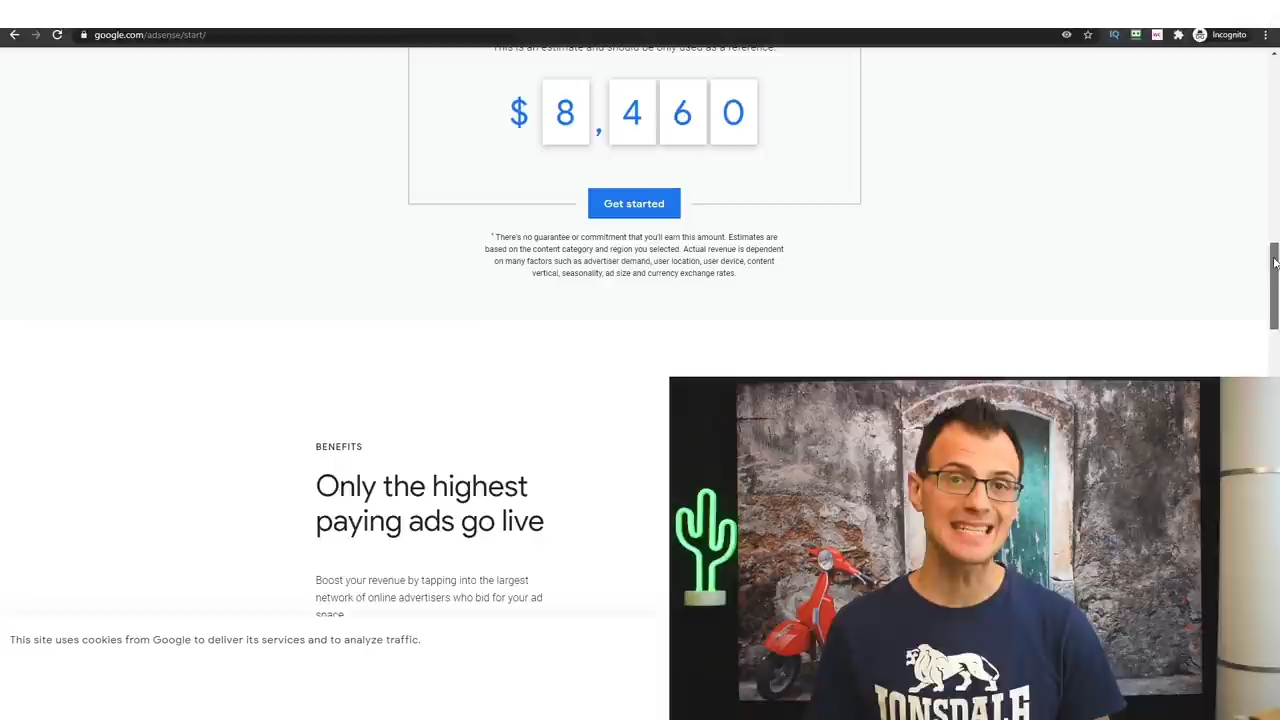 google.com/adsense/start/
Incognito
This is an estimate and should be only used as a reference.
$ 8,460
Get started
* There's no guarantee or commitment that you'll earn this amount. Estimates are
based on the content category and region you selected. Actual revenue is dependent
on many factors such as advertiser demand, user location, user device, content
vertical, seasonality, ad size and currency exchange rates.
BENEFITS
Only the highest
paying ads go live
Boost your revenue by tapping into the largest
network of online advertisers who bid for your ad
space.
This site uses cookies from Google to deliver its services and to analyze traffic.
LONSDALE